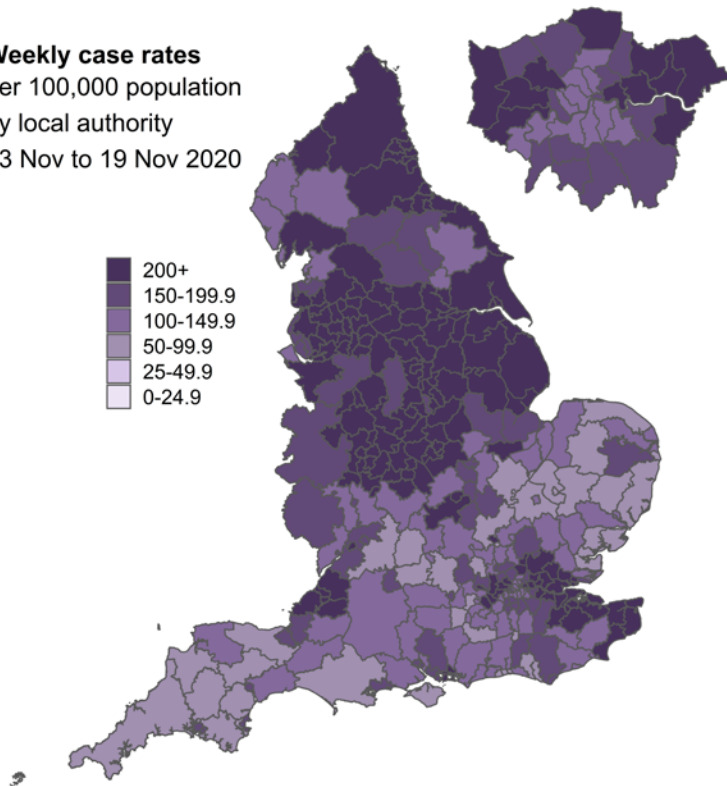 Weekly case rates
er 100,000 population
y local authority
3 Nov to 19 Nov 2020
200+
150-199.9
100-149.9
50-99.9
25-49.9
0-24.9